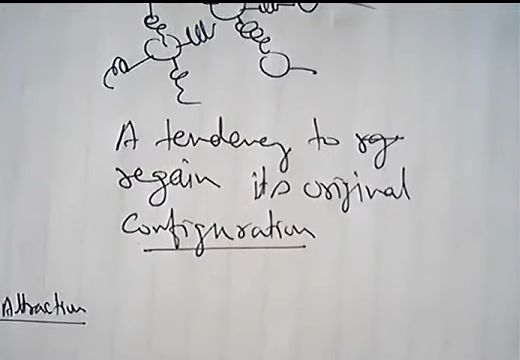 A tendency to rg
regain its original
Configuration
Attraction